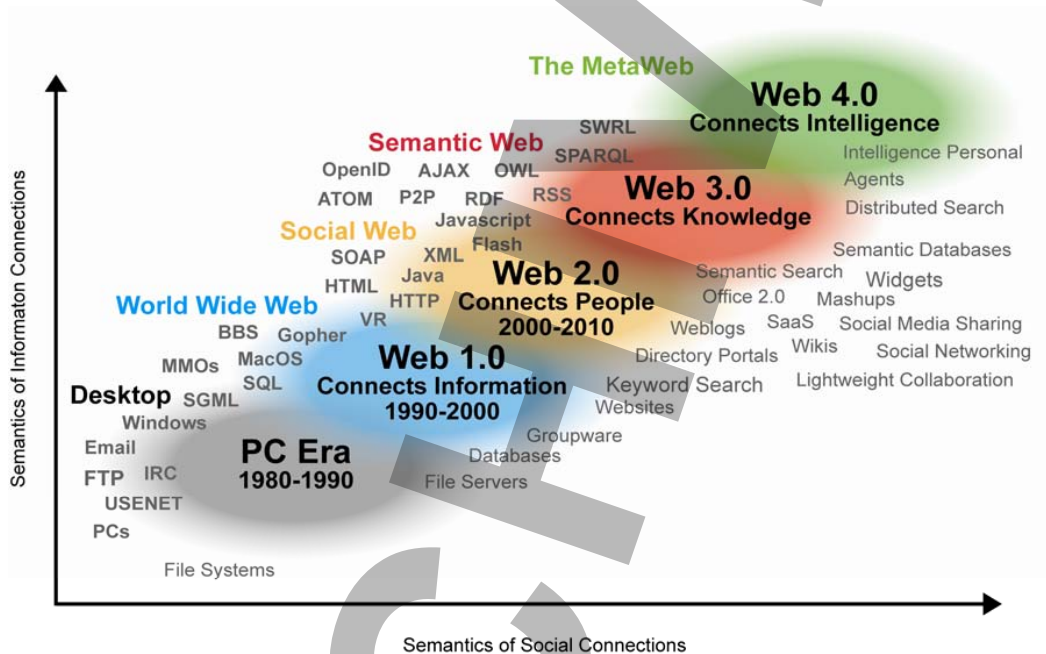 The MetaWeb
Web 4.0
Connects Intelligence
SWRL
Semantic Web
SPARQL
Intelligence Personal
Agents
OpenID AJAX OWL
Web 3.0
Connects Knowledge
ATOM P2P RDF RSS
Distributed Search
Javascript
Social Web
Flash
Semantic Databases
SOAP XML
Web 2.0
Connects People
2000-2010
Semantic Search
Widgets
HTML Java
Office 2.0 Mashups
HTTP
World Wide Web
VR
Weblogs SaaS Social Media Sharing
BBS Gopher
Wikis Social Networking
MMOs MacOS
Web 1.0
Connects Information
1990-2000
Directory Portals
SQL
Keyword Search Lightweight Collaboration
Desktop SGML
Websites
Windows
Groupware
Email
PC Era
1980-1990
Databases
FTP IRC
File Servers
USENET
PCs
File Systems
Semantics of Informaton Connections
Semantics of Social Connections